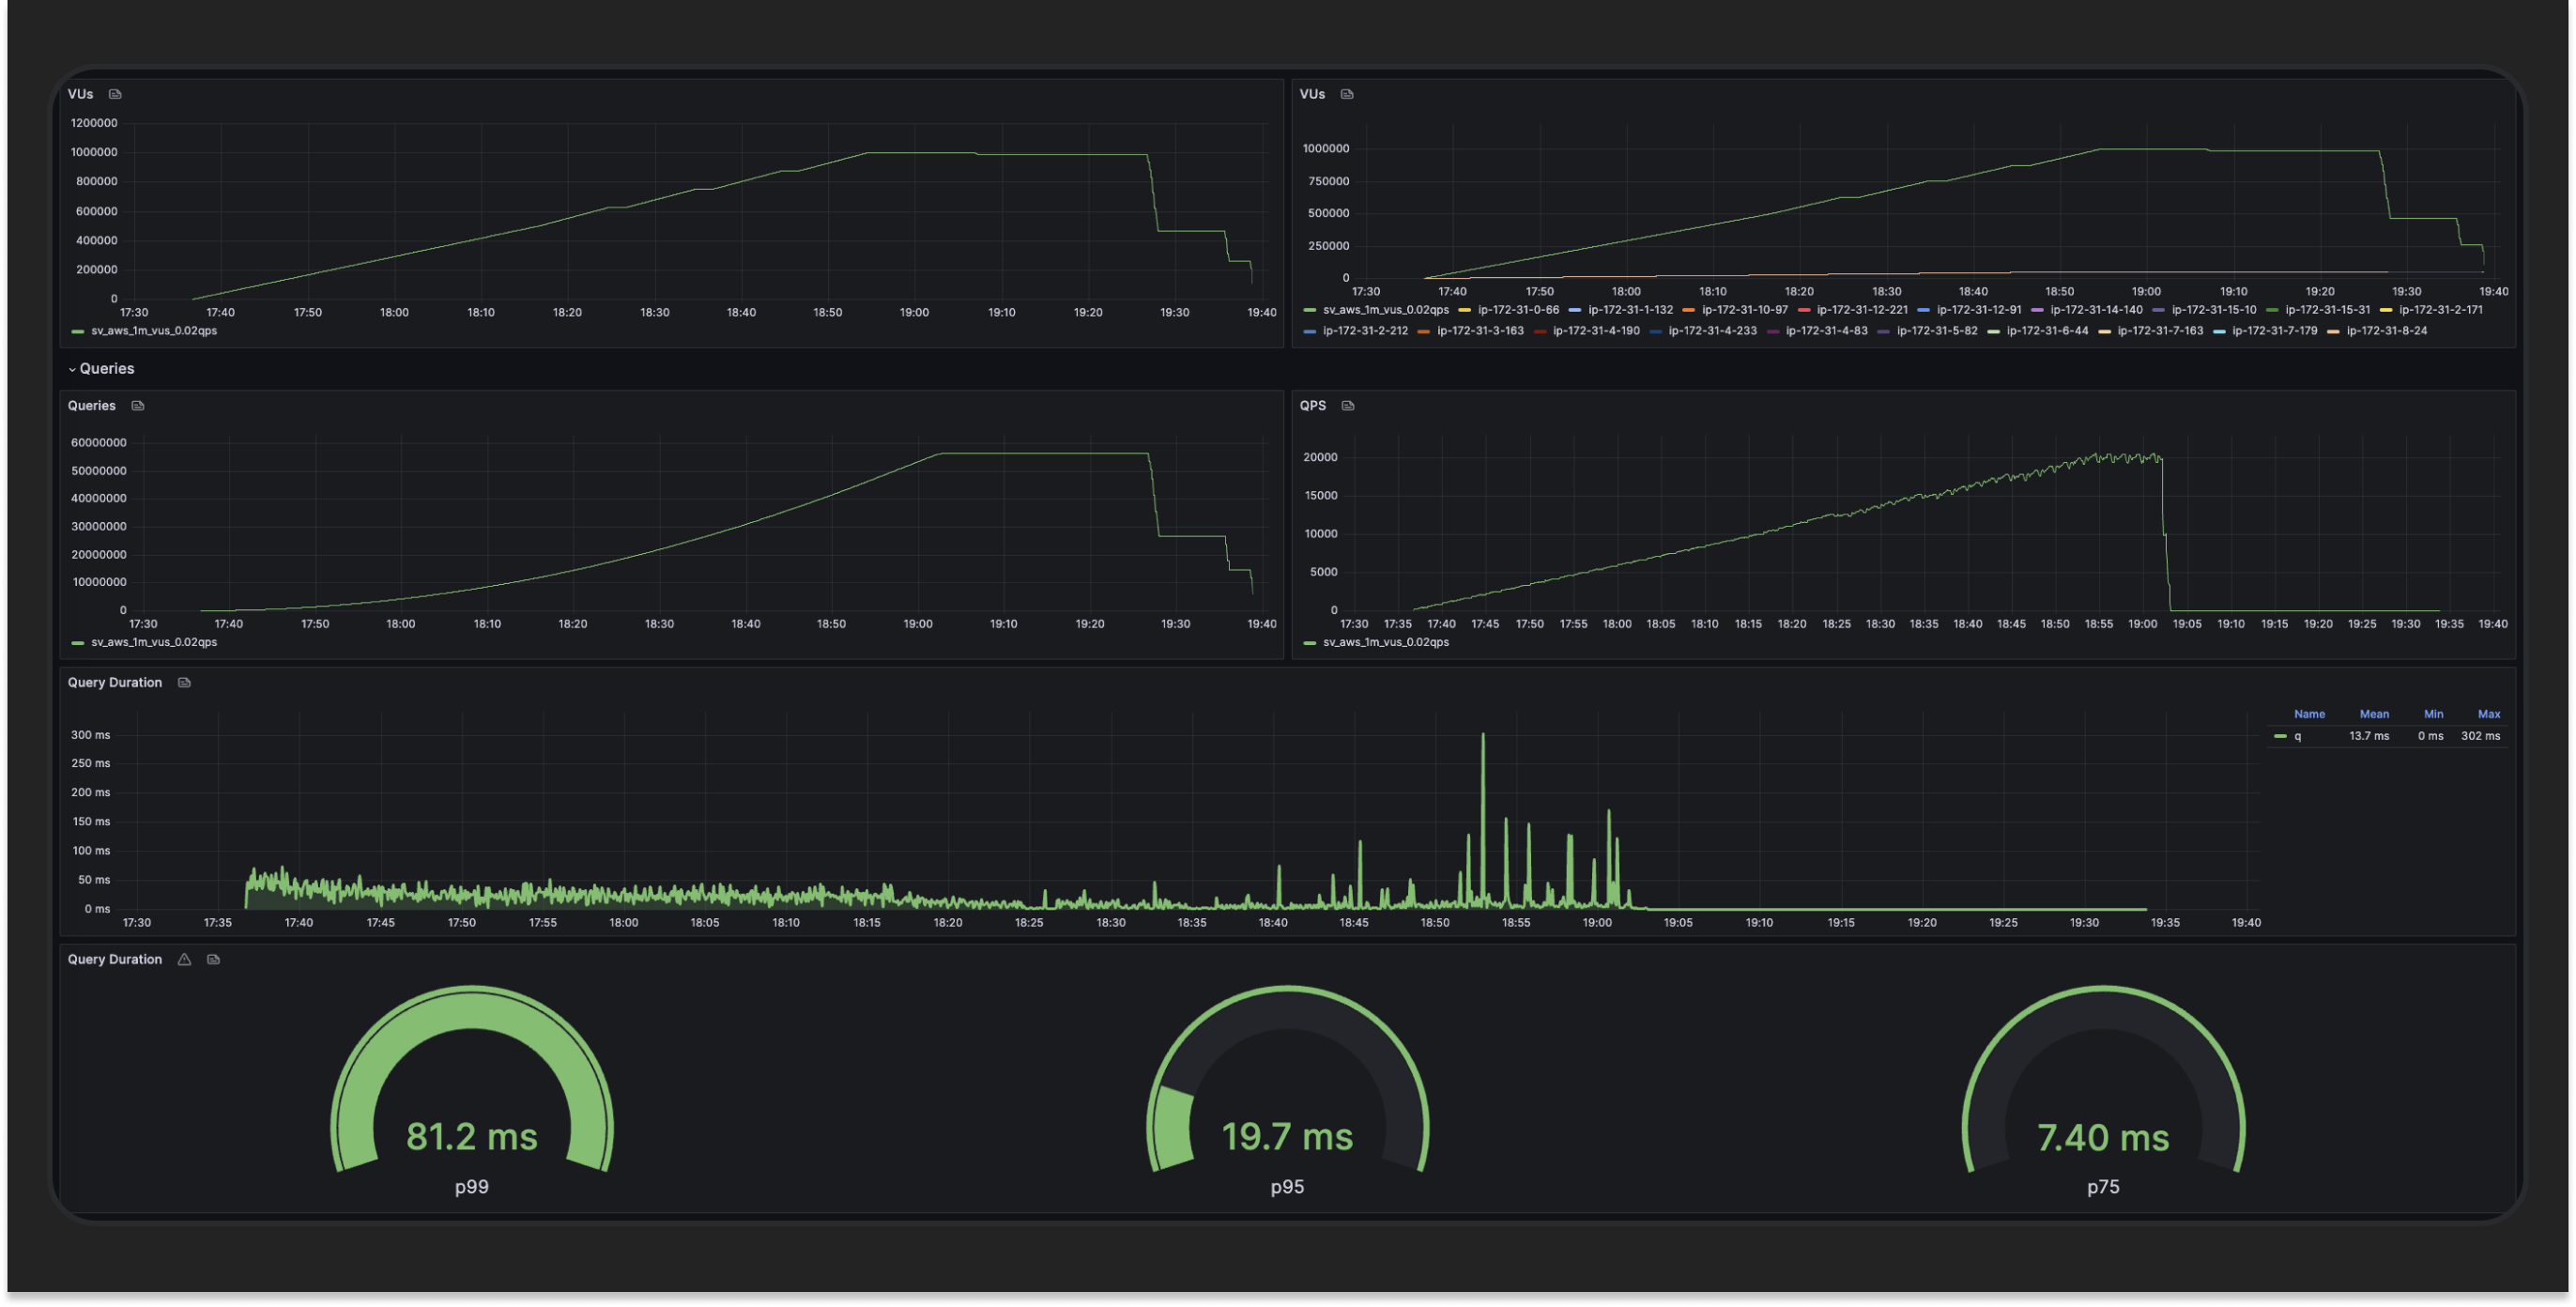 VUs
1200000
1000000
800000
600000
400000
200000
0
17:30 17:40 17:50 18:00 18:10 18:20 18:30 18:40 18:50 19:00 19:10 19:20 19:30 19:40
sv_aws_1m_vus_0.02qps
VUs
1000000
750000
500000
250000
0
17:30 17:40 17:50 18:00 18:10 18:20 18:30 18:40 18:50 19:00 19:10 19:20 19:30 19:40
sv_aws_1m_vus_0.02qps ip-172-31-0-66 ip-172-31-1-132 ip-172-31-10-97 ip-172-31-12-221 ip-172-31-12-91 ip-172-31-14-140 ip-172-31-15-10 ip-172-31-15-31 ip-172-31-2-171
ip-172-31-2-212 ip-172-31-3-163 ip-172-31-4-190 ip-172-31-4-233 ip-172-31-4-83 ip-172-31-5-82 ip-172-31-6-44 ip-172-31-7-163 ip-172-31-7-179 ip-172-31-8-24
Queries
Queries
60000000
50000000
40000000
30000000
20000000
10000000
0
17:30 17:40 17:50 18:00 18:10 18:20 18:30 18:40 18:50 19:00 19:10 19:20 19:30 19:40
sv_aws_1m_vus_0.02qps
QPS
20000
15000
10000
5000
0
17:30 17:35 17:40 17:45 17:50 17:55 18:00 18:05 18:10 18:15 18:20 18:25 18:30 18:35 18:40 18:45 18:50 18:55 19:00 19:05 19:10 19:15 19:20 19:25 19:30 19:35 19:40
sv_aws_1m_vus_0.02qps
Query Duration
300 ms
250 ms
200 ms
150 ms
100 ms
50 ms
0 ms
17:30 17:35 17:40 17:45 17:50 17:55 18:00 18:05 18:10 18:15 18:20 18:25 18:30 18:35 18:40 18:45 18:50 18:55 19:00 19:05 19:10 19:15 19:20 19:25 19:30 19:35 19:40
Name Mean Min Max
q 13.7 ms 0 ms 302 ms
Query Duration
81.2 ms
p99
19.7 ms
p95
7.40 ms
p75